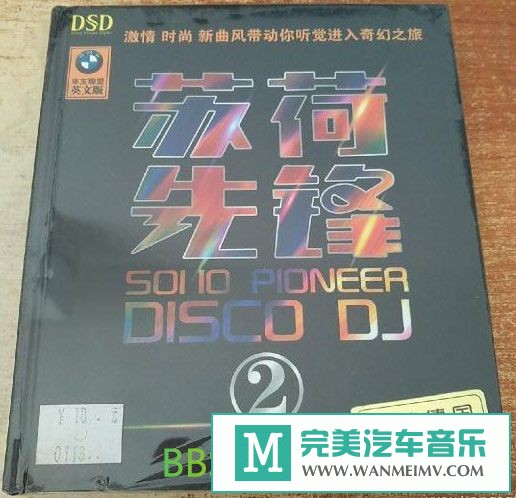 DSD
激情 时尚 新曲风带动你听觉进入奇幻之旅
车友联盟
英文版
苏荷
先锋
SOHO PIONEER
DISCO DJ
2
BB
M
完美汽车音乐
WWW.WANMEIMV.COM